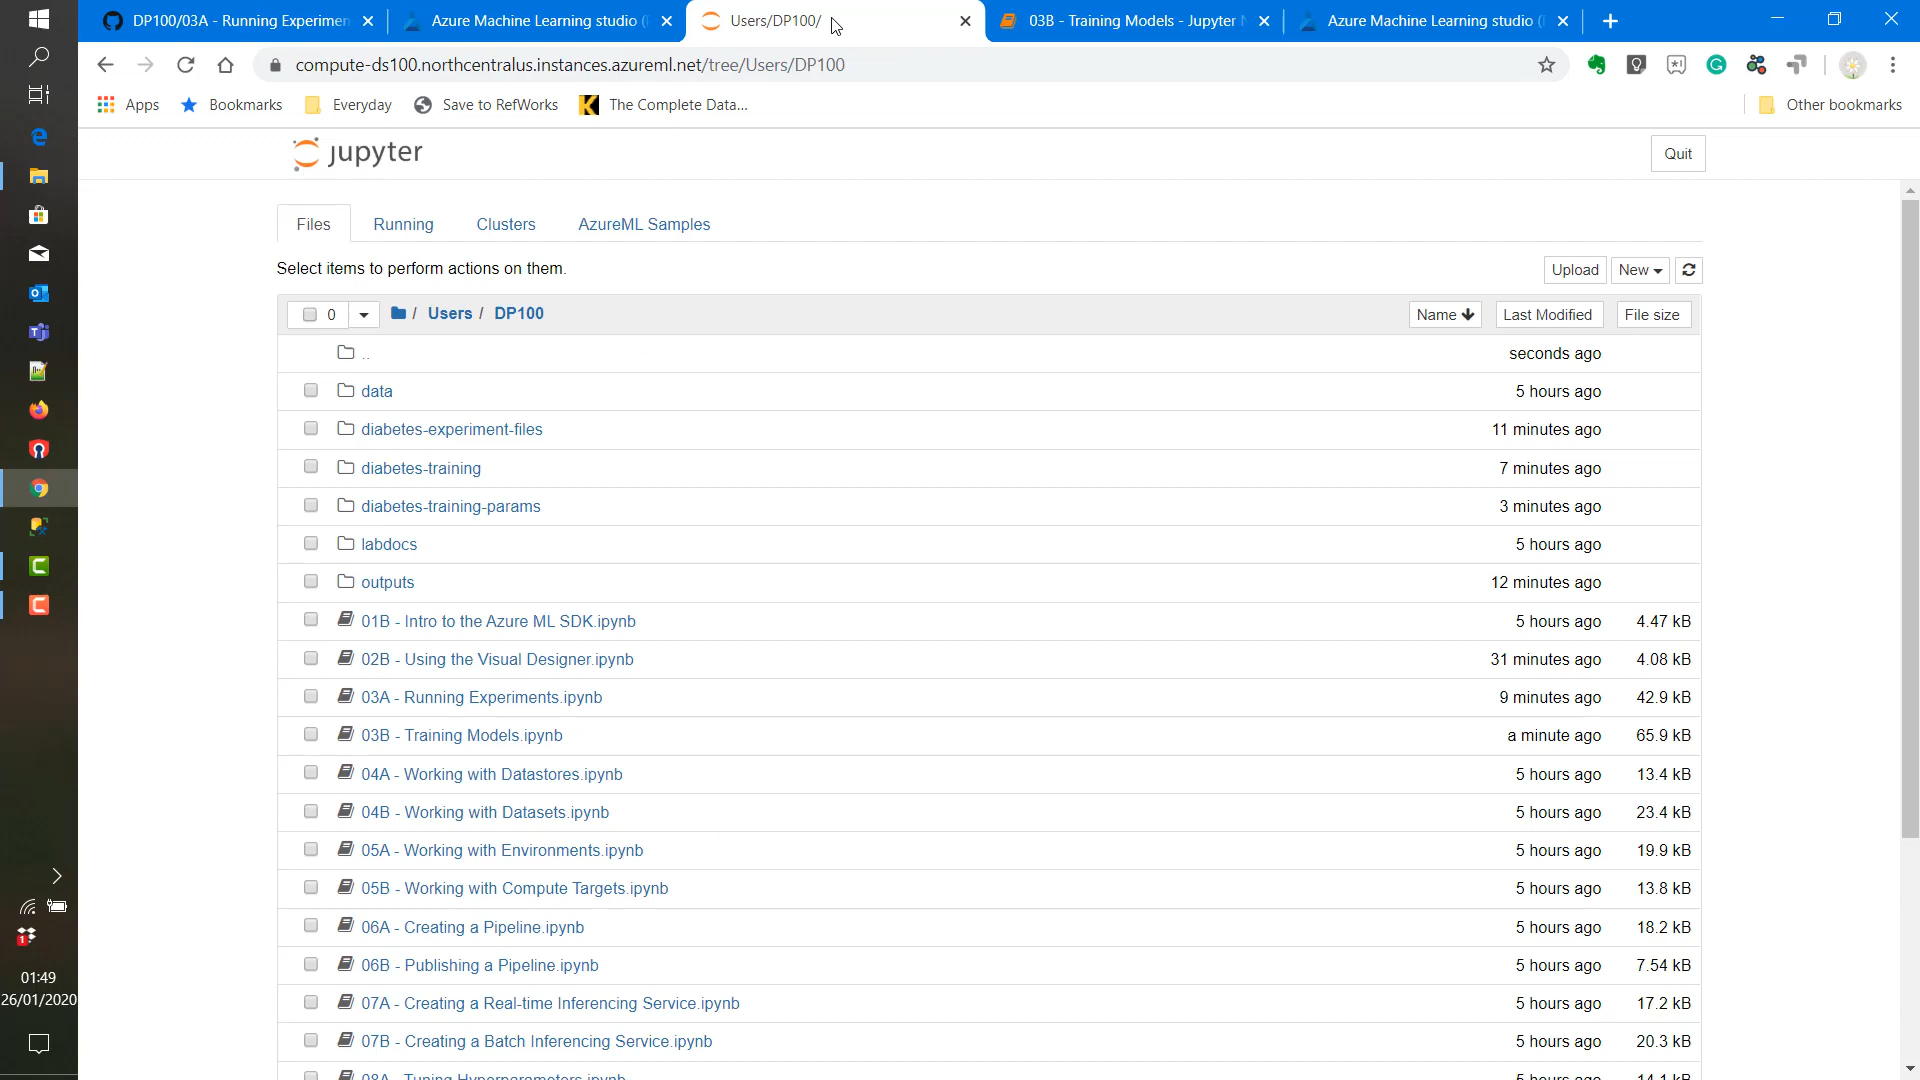 DP100/03A - Running Experimen
Azure Machine Learning studio (
Users/DP100/
03B - Training Models - Jupyter
Azure Machine Learning studio (
compute-ds100.northcentralus.instances.azureml.net/tree/Users/DP100
Apps
Bookmarks
Everyday
Save to RefWorks
The Complete Data...
Other bookmarks
jupyter
Quit
Files
Running
Clusters
AzureML Samples
Select items to perform actions on them.
Upload
New
0
/ Users / DP100
Name
Last Modified
File size
.. seconds ago
data 5 hours ago
diabetes-experiment-files 11 minutes ago
diabetes-training 7 minutes ago
diabetes-training-params 3 minutes ago
labdocs 5 hours ago
outputs 12 minutes ago
01B - Intro to the Azure ML SDK.ipynb 5 hours ago 4.47 kB
02B - Using the Visual Designer.ipynb 31 minutes ago 4.08 kB
03A - Running Experiments.ipynb 9 minutes ago 42.9 kB
03B - Training Models.ipynb a minute ago 65.9 kB
04A - Working with Datastores.ipynb 5 hours ago 13.4 kB
04B - Working with Datasets.ipynb 5 hours ago 23.4 kB
05A - Working with Environments.ipynb 5 hours ago 19.9 kB
05B - Working with Compute Targets.ipynb 5 hours ago 13.8 kB
06A - Creating a Pipeline.ipynb 5 hours ago 18.2 kB
06B - Publishing a Pipeline.ipynb 5 hours ago 7.54 kB
07A - Creating a Real-time Inferencing Service.ipynb 5 hours ago 17.2 kB
07B - Creating a Batch Inferencing Service.ipynb 5 hours ago 20.3 kB
08A - Tuning Hyperparameters.ipynb 5 hours ago 14.1 kB
1
01:49
26/01/2020